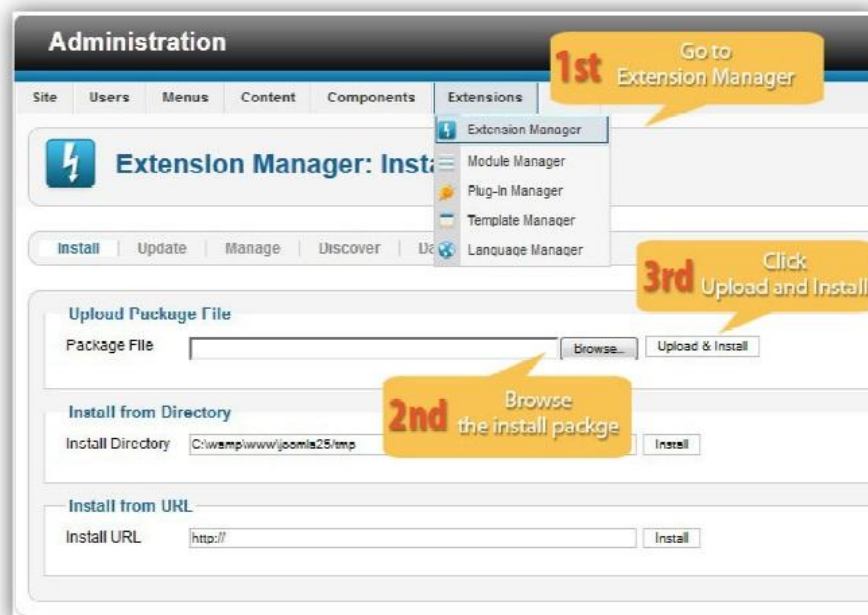 Administration
1st Go to
Extension Manager
Site Users Menus Content Components Extensions
Extension Manager
Module Manager
Plug-In Manager
Template Manager
Language Manager
Extension Manager: Insta
Install Update Manage Discover Da
3rd Click
Upload and Install
Upload Package File
Package File Browse... Upload & Install
2nd Browse
the install packge
Install from Directory
Install Directory C:\wamp\www\joomla25/tmp Install
Install from URL
Install URL http:// Install